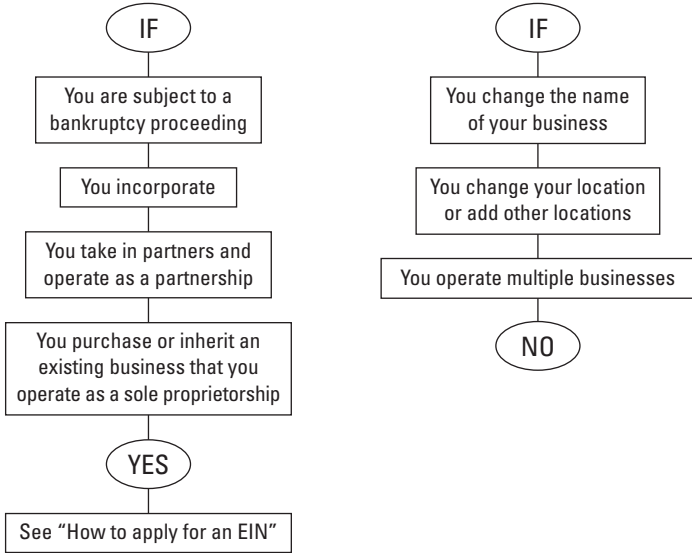 IF
You are subject to a
bankruptcy proceeding
You incorporate
You take in partners and
operate as a partnership
You purchase or inherit an
existing business that you
operate as a sole proprietorship
YES
See “How to apply for an EIN”
IF
You change the name
of your business
You change your location
or add other locations
You operate multiple businesses
NO